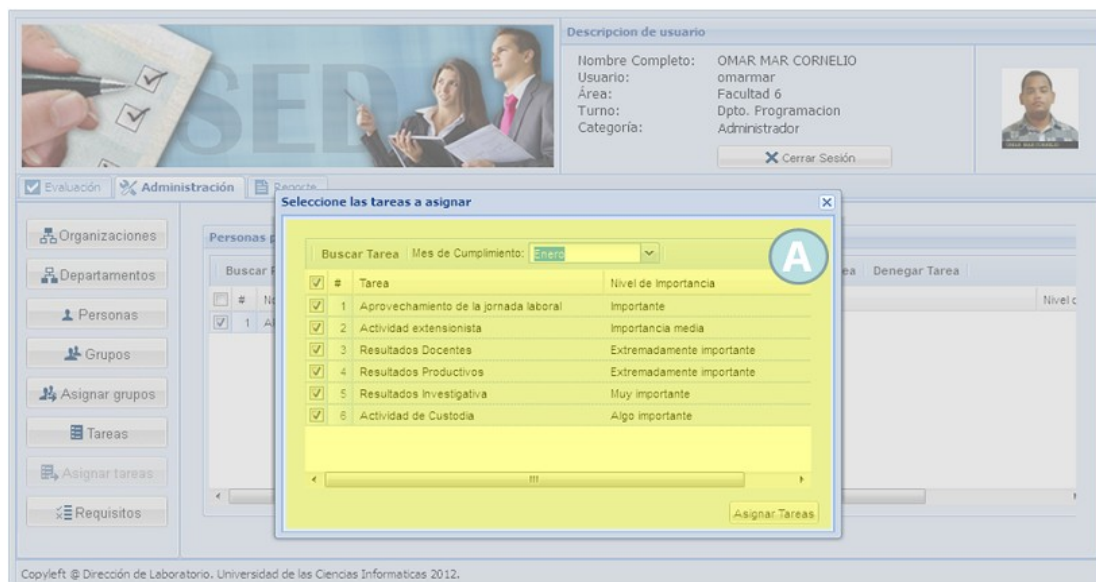 SED
Descripcion de usuario
Nombre Completo: OMAR MAR CORNELIO
Usuario: omarmar
Área: Facultad 6
Turno: Dpto. Programacion
Categoría: Administrador
Cerrar Sesión
OMAR MAR CORNELIO
Evaluación Administración Reporte
Organizaciones
Departamentos
Personas
Grupos
Asignar grupos
Tareas
Asignar tareas
Requisitos
Personas
Buscar
Denegar Tarea
#
1
Seleccione las tareas a asignar
Buscar Tarea Mes de Cumplimiento: Enero
A
# Tarea Nivel de Importancia
1 Aprovechamiento de la jornada laboral Importante
2 Actividad extensionista Importancia media
3 Resultados Docentes Extremadamente importante
4 Resultados Productivos Extremadamente importante
5 Resultados Investigativa Muy importante
6 Actividad de Custodia Algo importante
Asignar Tareas
Copyleft @ Dirección de Laboratorio. Universidad de las Ciencias Informaticas 2012.